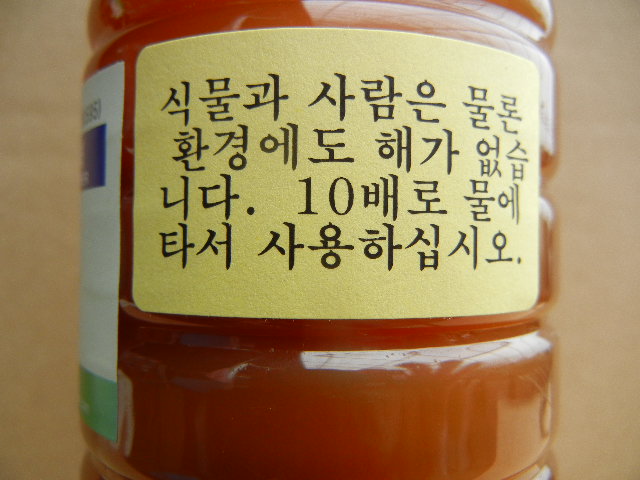 식물과 사람은 물론
환경에도 해가 없습
니다. 10배로 물에
타서 사용하십시오.